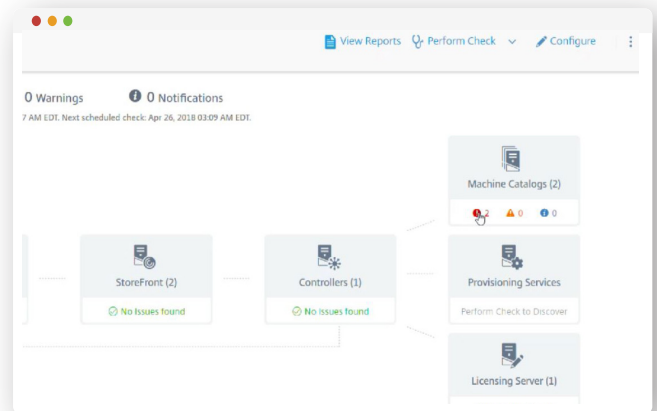 View Reports Perform Check Configure
0 Warnings 0 Notifications
7 AM EDT. Next scheduled check: Apr 26, 2018 03:09 AM EDT.
Machine Catalogs (2)
2 0 0
StoreFront (2) Controllers (1) Provisioning Services
No Issues found No Issues found Perform Check to Discover
Licensing Server (1)